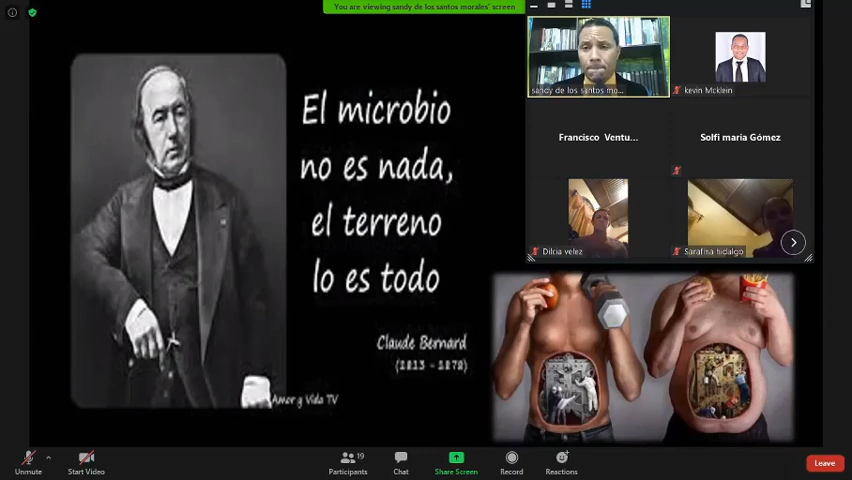 You are viewing sandy de los santos morales' screen
sandy de los santos mo...
kevin Mcklein
Francisco Ventu...
Solfi maria Gómez
Dilcia velez
Sarafina hidalgo
El microbio
no es nada,
el terreno
lo es todo
Claude Bernard
(1813 - 1878)
Amor y Vida TV
Unmute
Start Video
19
Participants
Chat
Share Screen
Record
Reactions
Leave